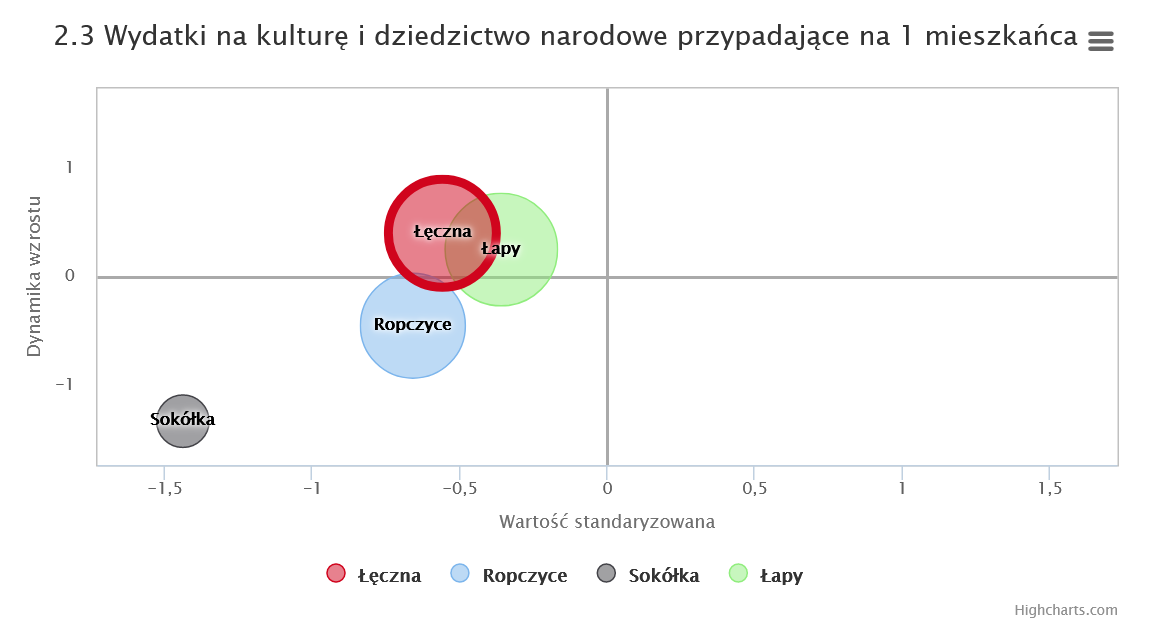 2.3 Wydatki na kulturę i dziedzictwo narodowe przypadające na 1 mieszkańca
Dynamika wzrostu
1
0
−1
Łęczna
Łapy
Ropczyce
Sokółka
−1,5
−1
−0,5
0
0,5
1
1,5
Wartość standaryzowana
Łęczna
Ropczyce
Sokółka
Łapy
Highcharts.com